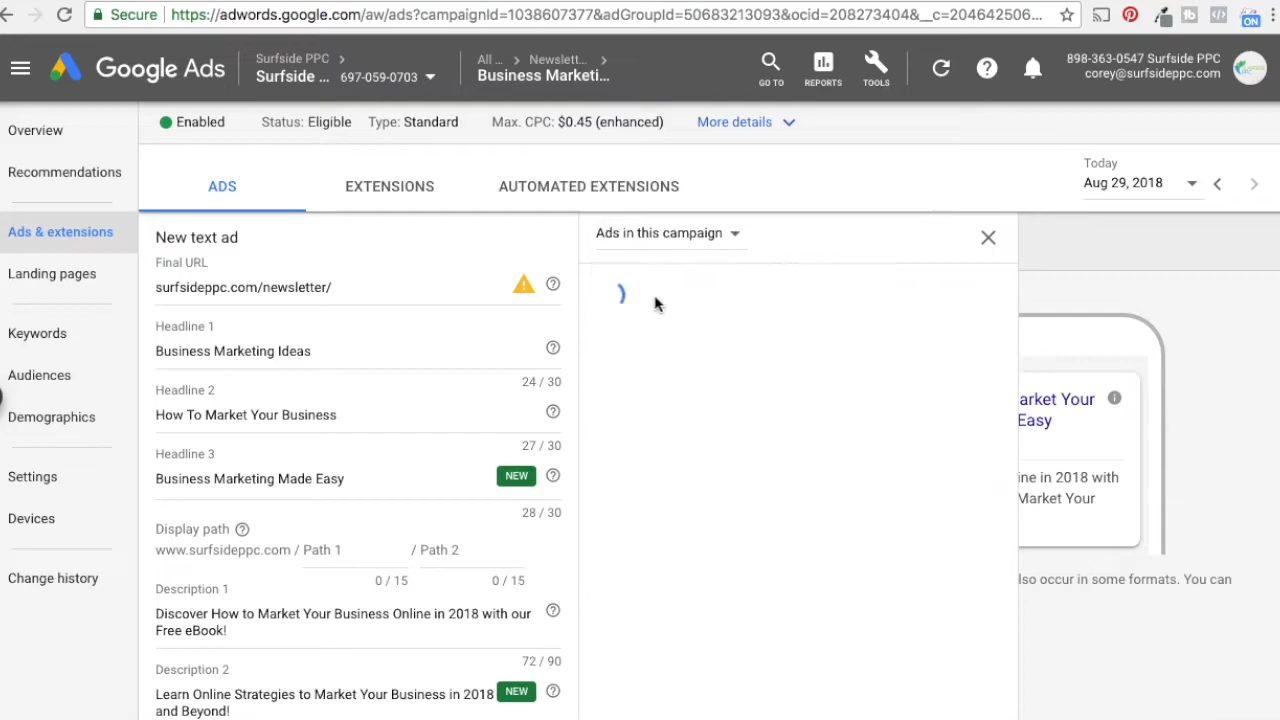 Secure https://adwords.google.com/aw/ads?campaignId=1038607377&adGroupId=50683213093&ocid=208273404&__c=204642506...
ON
Google Ads
Surfside PPC
Surfside ... 697-059-0703
All ... Newslett...
Business Marketi...
GO TO
REPORTS
TOOLS
898-363-0547 Surfside PPC
corey@surfsideppc.com
Overview
Recommendations
Ads & extensions
Landing pages
Keywords
Audiences
Demographics
Settings
Devices
Change history
Enabled Status: Eligible Type: Standard Max. CPC: $0.45 (enhanced) More details
ADS EXTENSIONS AUTOMATED EXTENSIONS
Today
Aug 29, 2018
New text ad
Final URL
surfsideppc.com/newsletter/
Headline 1
Business Marketing Ideas
24 / 30
Headline 2
How To Market Your Business
27 / 30
Headline 3
Business Marketing Made Easy NEW
28 / 30
Display path
www.surfsideppc.com / Path 1 / Path 2
0 / 15 0 / 15
Description 1
Discover How to Market Your Business Online in 2018 with our
Free eBook!
72 / 90
Description 2
Learn Online Strategies to Market Your Business in 2018 NEW
and Beyond!
Ads in this campaign
arket Your
Easy
ine in 2018 with
Market Your
lso occur in some formats. You can